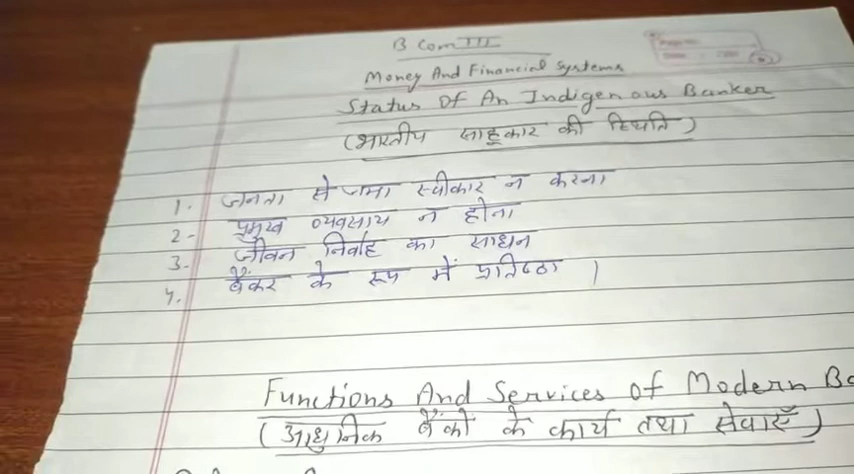 B Com III
Money And Financial Systems
Status Of An Indigenous Banker
(भारतीय साहूकार की स्थिति)
1. जनता से जमा स्वीकार न करना
2- प्रमुख व्यवसाय न होना
3. जीवन निर्वाह का साधन
4. बैंकर के रूप में प्रतिष्ठा ।
Functions And Services of Modern Ba
(आधुनिक बैंकों के कार्य तथा सेवाएँ)